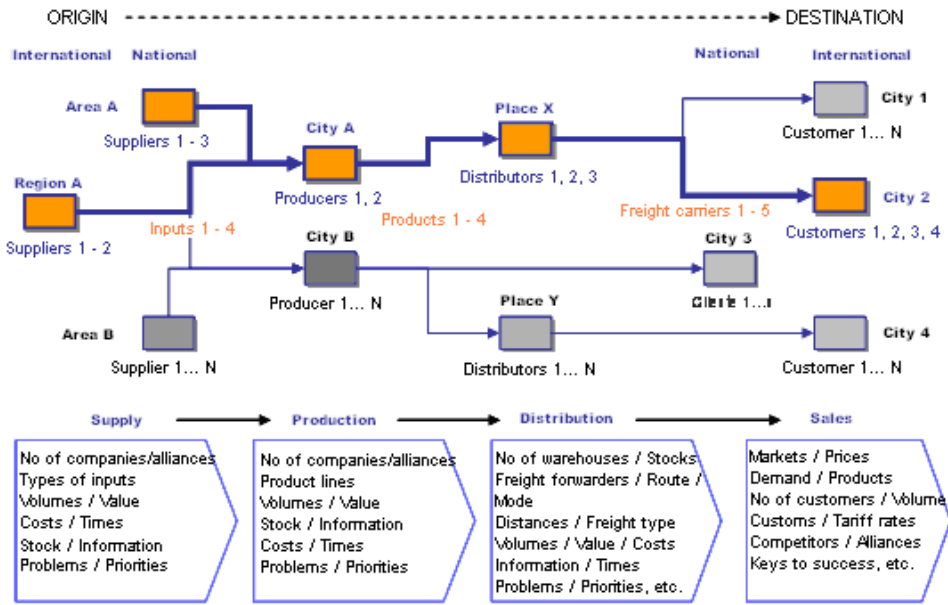 ORIGIN
DESTINATION
International
National
National
International
Area A
Suppliers 1 - 3
City A
Producers 1, 2
Place X
Distributors 1, 2, 3
City 1
Customer 1... N
Region A
Suppliers 1 - 2
Inputs 1 - 4
Products 1 - 4
Freight carriers 1 - 5
City 2
Customers 1, 2, 3, 4
City B
Producer 1... N
City 3
Area B
Supplier 1... N
Place Y
Distributors 1... N
City 4
Customer 1... N
Supply
Production
Distribution
Sales
No of companies/alliances
Types of inputs
Volumes / Value
Costs / Times
Stock / Information
Problems / Priorities
No of companies/alliances
Product lines
Volumes / Value
Stock / Information
Costs / Times
Problems / Priorities
No of warehouses / Stocks
Freight forwarders / Route /
Mode
Distances / Freight type
Volumes / Value / Costs
Information / Times
Problems / Priorities, etc.
Markets / Prices
Demand / Products
No of customers / Volume
Customs / Tariff rates
Competitors / Alliances
Keys to success, etc.